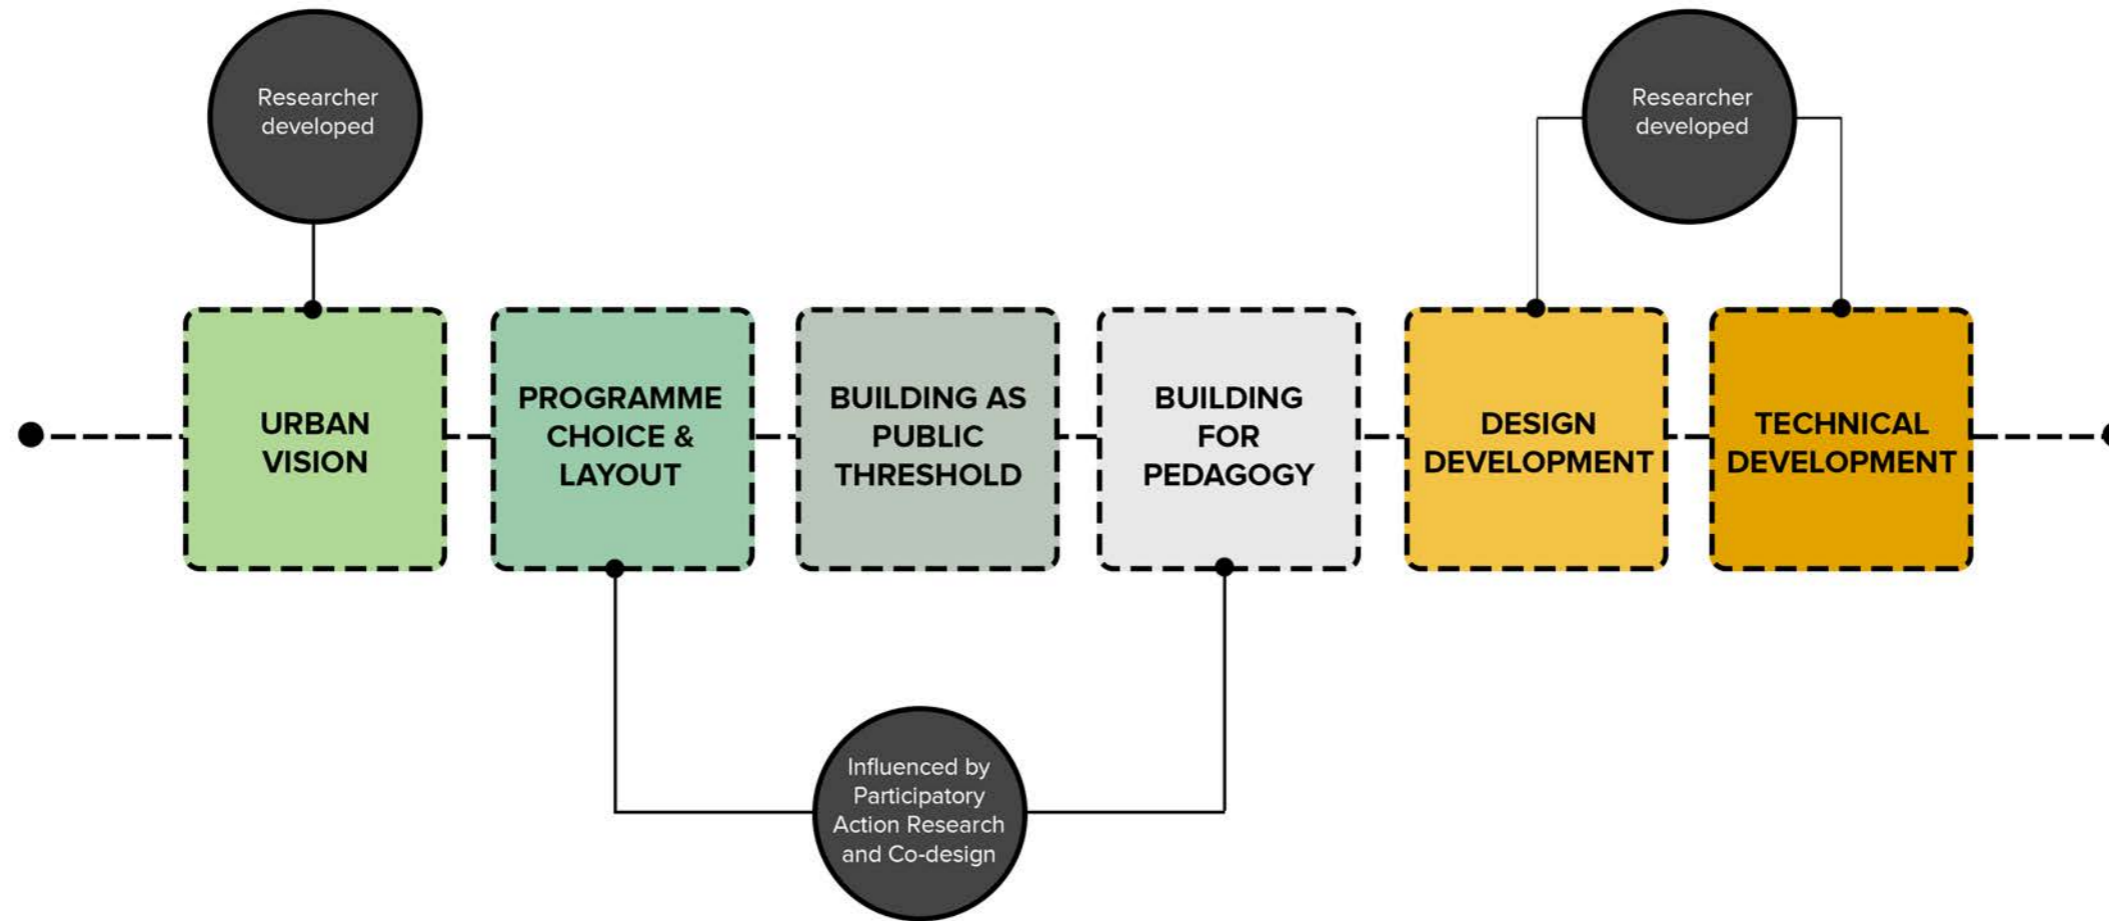 Researcher
developed
Researcher
developed
URBAN
VISION
PROGRAMME
CHOICE &
LAYOUT
BUILDING AS
PUBLIC
THRESHOLD
BUILDING
FOR
PEDAGOGY
DESIGN
DEVELOPMENT
TECHNICAL
DEVELOPMENT
Influenced by
Participatory
Action Research
and Co-design